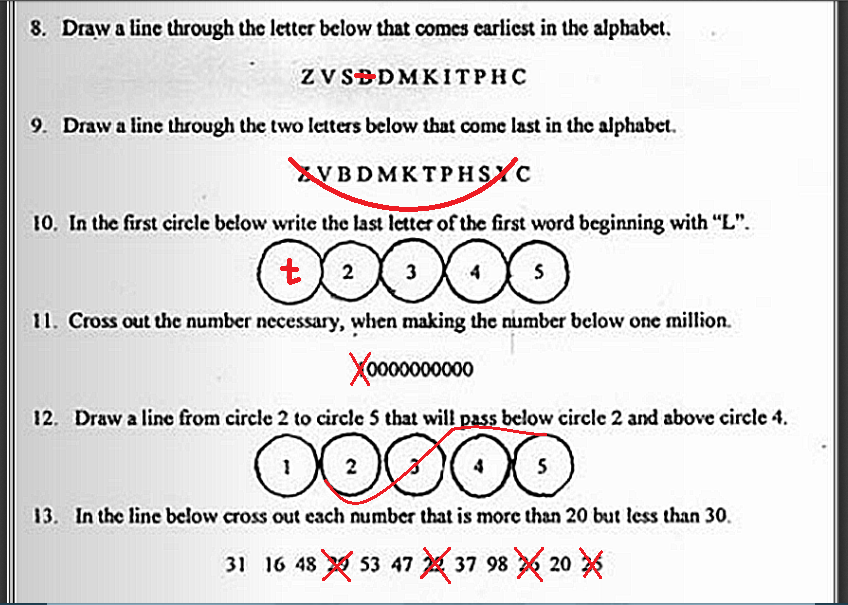 8. Draw a line through the letter below that comes earliest in the alphabet.
Z V S B D M K I T P H C
9. Draw a line through the two letters below that come last in the alphabet.
Z V B D M K T P H S Y C
10. In the first circle below write the last letter of the first word beginning with “L”.
t 2 3 4 5
11. Cross out the number necessary, when making the number below one million.
10000000000
12. Draw a line from circle 2 to circle 5 that will pass below circle 2 and above circle 4.
1 2 3 4 5
13. In the line below cross out each number that is more than 20 but less than 30.
31 16 48 29 53 47 22 37 98 26 20 25